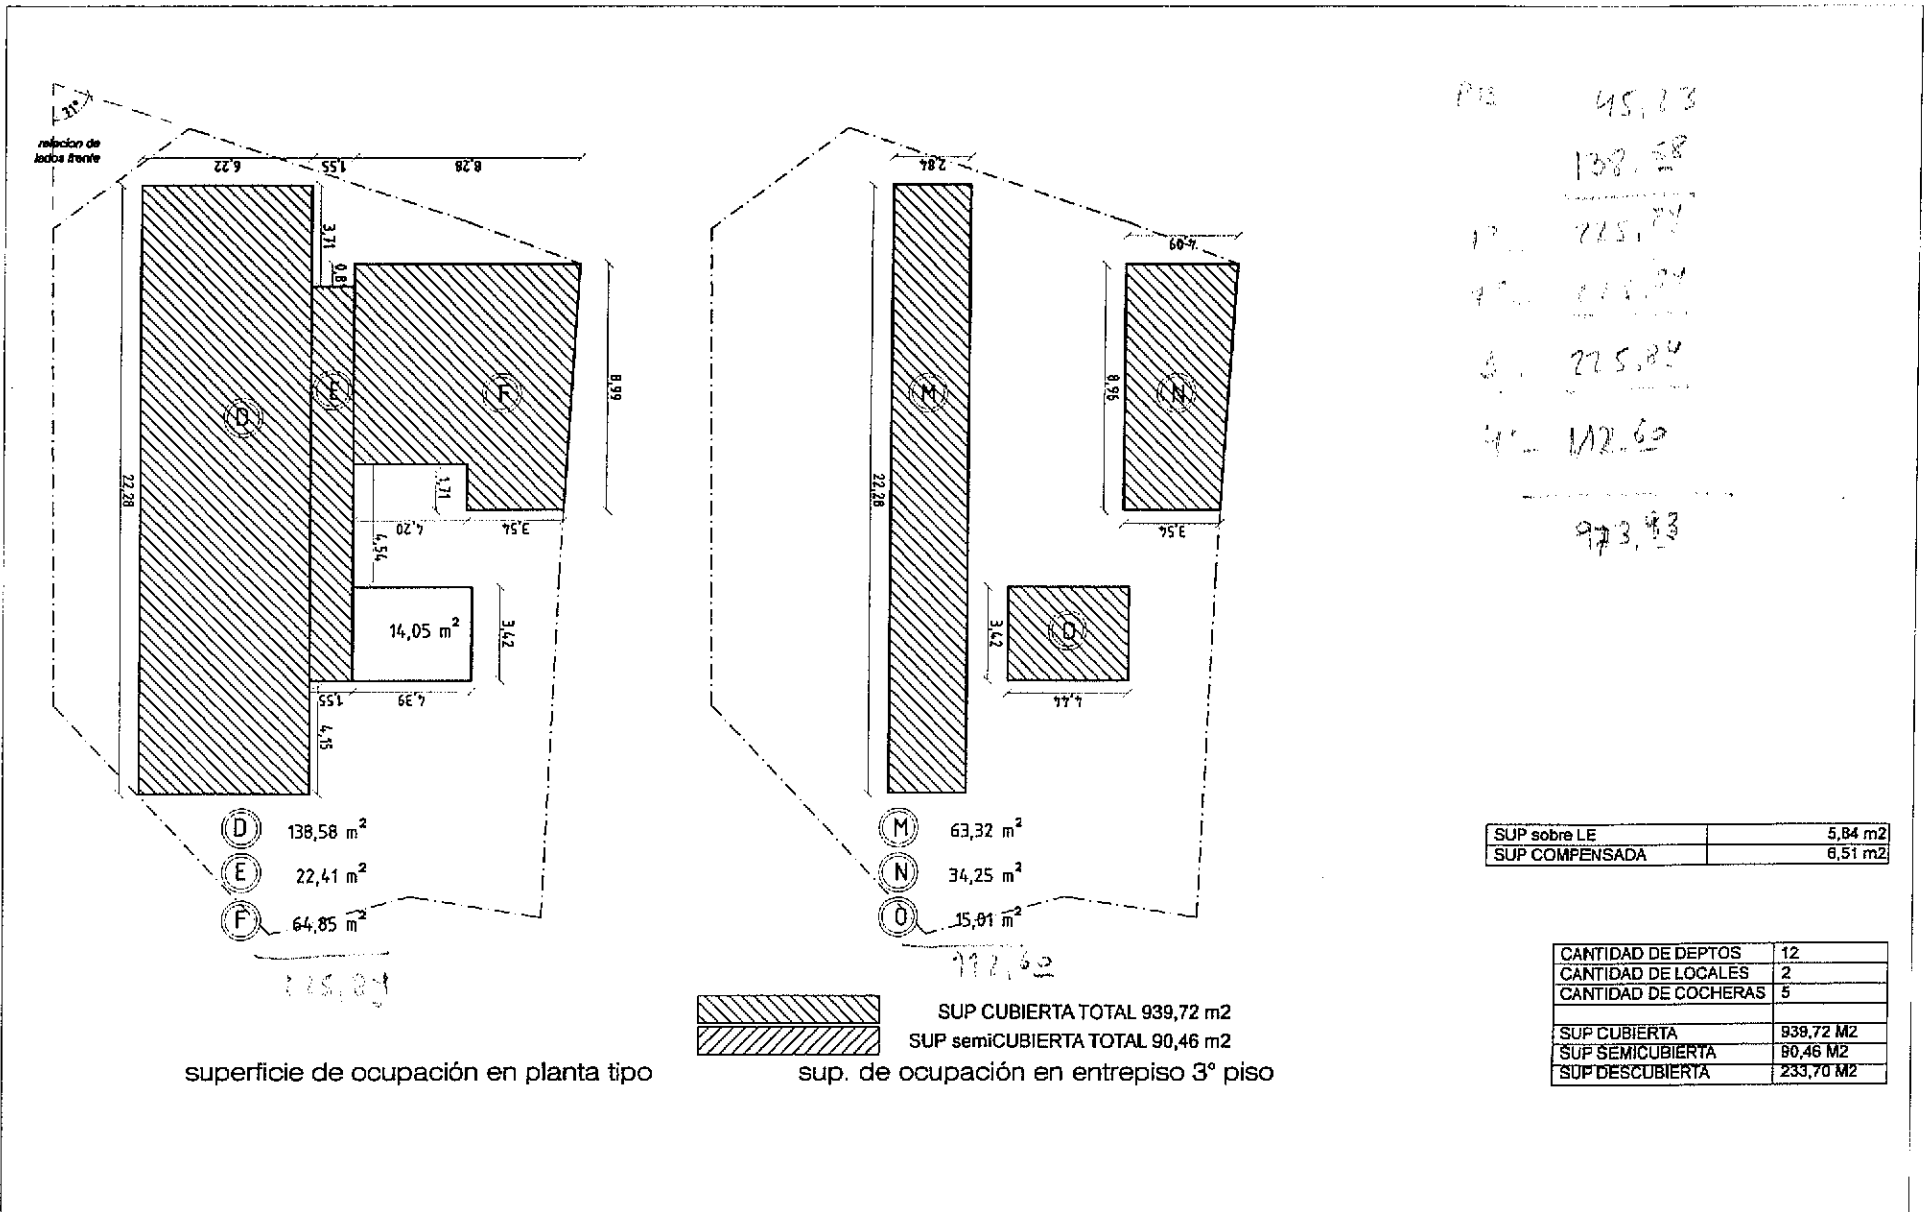 21°
relacion de
lados frente
6,22
1,55
8,28
3,71
0,8
22,28
D
E
F
8,99
1,71
4,20
3,54
4,54
14,05 m²
3,42
1,55
4,39
4,15
D 138,58 m²
E 22,41 m²
F 64,85 m²
225,84
superficie de ocupación en planta tipo
2,84
4,09
22,28
M
8,96
N
3,54
3,42
O
4,44
M 63,32 m²
N 34,25 m²
O 15,01 m²
112,60
SUP CUBIERTA TOTAL 939,72 m2
SUP semiCUBIERTA TOTAL 90,46 m2
sup. de ocupación en entrepiso 3° piso
45,23
138.58
225,84
225,84
225,84
4° - 112.60
973,93
SUP sobre LE 5,84 m2
SUP COMPENSADA 6,51 m2
CANTIDAD DE DEPTOS 12
CANTIDAD DE LOCALES 2
CANTIDAD DE COCHERAS 5
SUP CUBIERTA 939,72 M2
SUP SEMICUBIERTA 90,46 M2
SUP DESCUBIERTA 233,70 M2